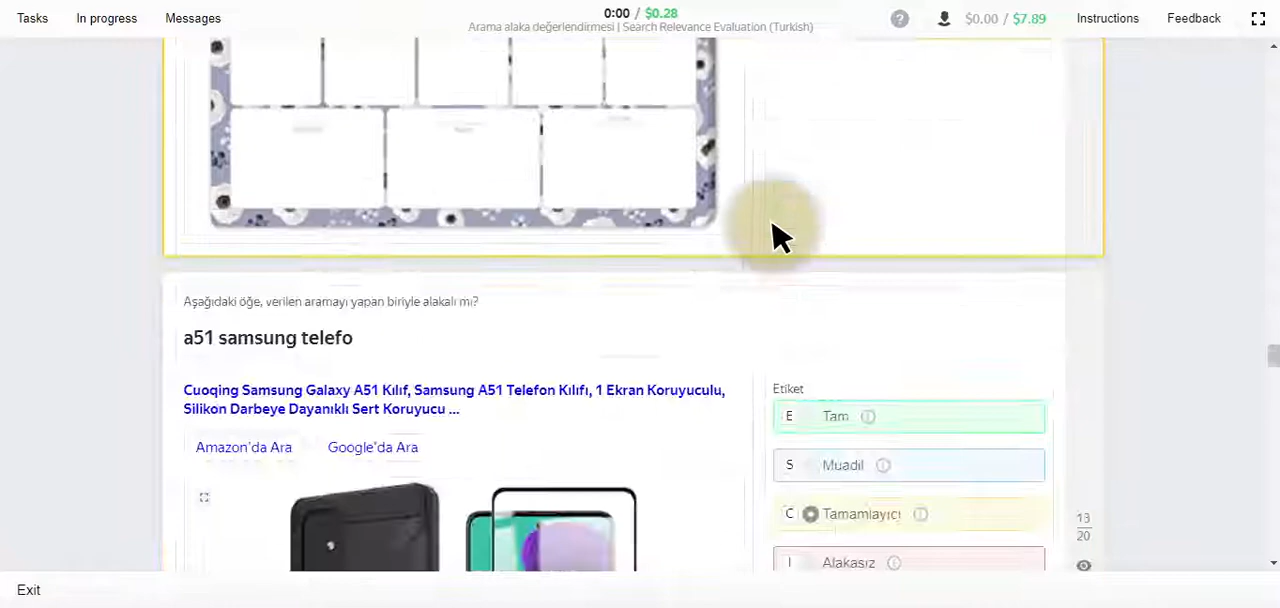 Tasks In progress Messages 0:00 / $0.28 ? $0.00 / $7.89 Instructions Feedback
Arama alaka değerlendirmesi | Search Relevance Evaluation (Turkish)
Aşağıdaki öğe, verilen aramayı yapan biriyle alakalı mı?
a51 samsung telefo
Cuoqing Samsung Galaxy A51 Kılıf, Samsung A51 Telefon Kılıfı, 1 Ekran Koruyuculu,
Silikon Darbeye Dayanıklı Sert Koruyucu ...
Amazon'da Ara Google'da Ara
Etiket
E Tam
S Muadil
C Tamamlayıcı
I Alakasız
13
20
Exit